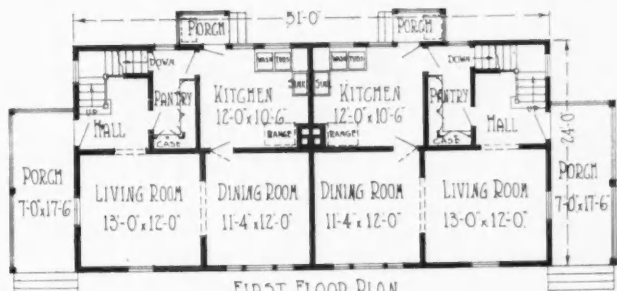 51'-0"
PORCH
PORCH
DOWN
WASH TUBS
WASH TUBS
DOWN
PANTRY
SINK
SINK
PANTRY
KITCHEN
12'-0"x10'-6"
KITCHEN
12'-0"x10'-6"
UP
UP
HALL
HALL
CASE
RANGE
RANGE
CASE
24'-0"
PORCH
7'-0"x17'-6"
LIVING ROOM
13'-0"x12'-0"
DINING ROOM
11'-4"x12'-0"
DINING ROOM
11'-4"x12'-0"
LIVING ROOM
13'-0"x12'-0"
PORCH
7'-0"x17'-6"
FIRST FLOOR PLAN